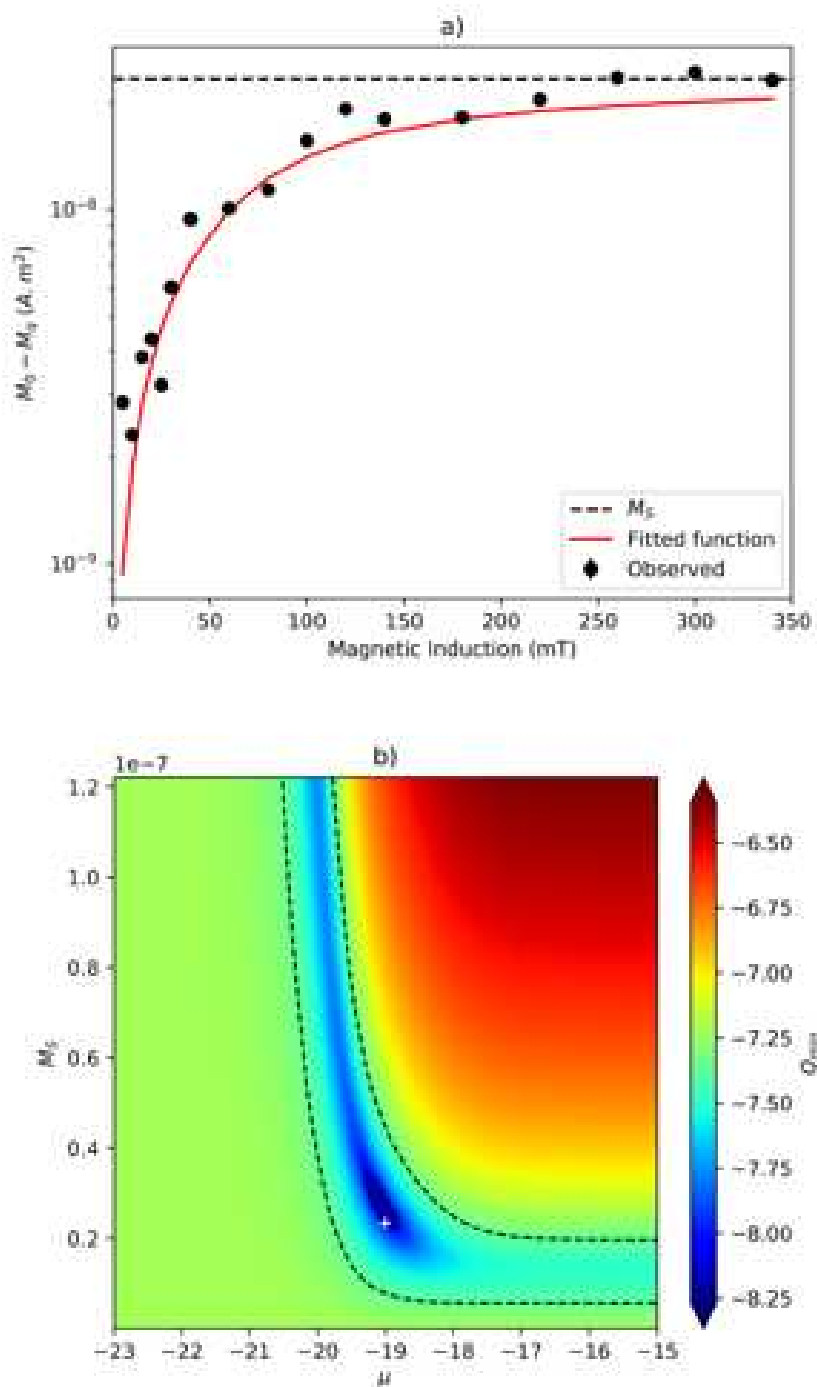 a)
10⁻⁸
10⁻⁹
M₀ − Mₐ (A. m²)
0 50 100 150 200 250 300 350
Magnetic Induction (mT)
Mₛ
Fitted function
Observed
b)
1e−7
1.2
1.0
0.8
0.6
0.4
0.2
Mₛ
−23 −22 −21 −20 −19 −18 −17 −16 −15
μ
−6.50
−6.75
−7.00
−7.25
−7.50
−7.75
−8.00
−8.25